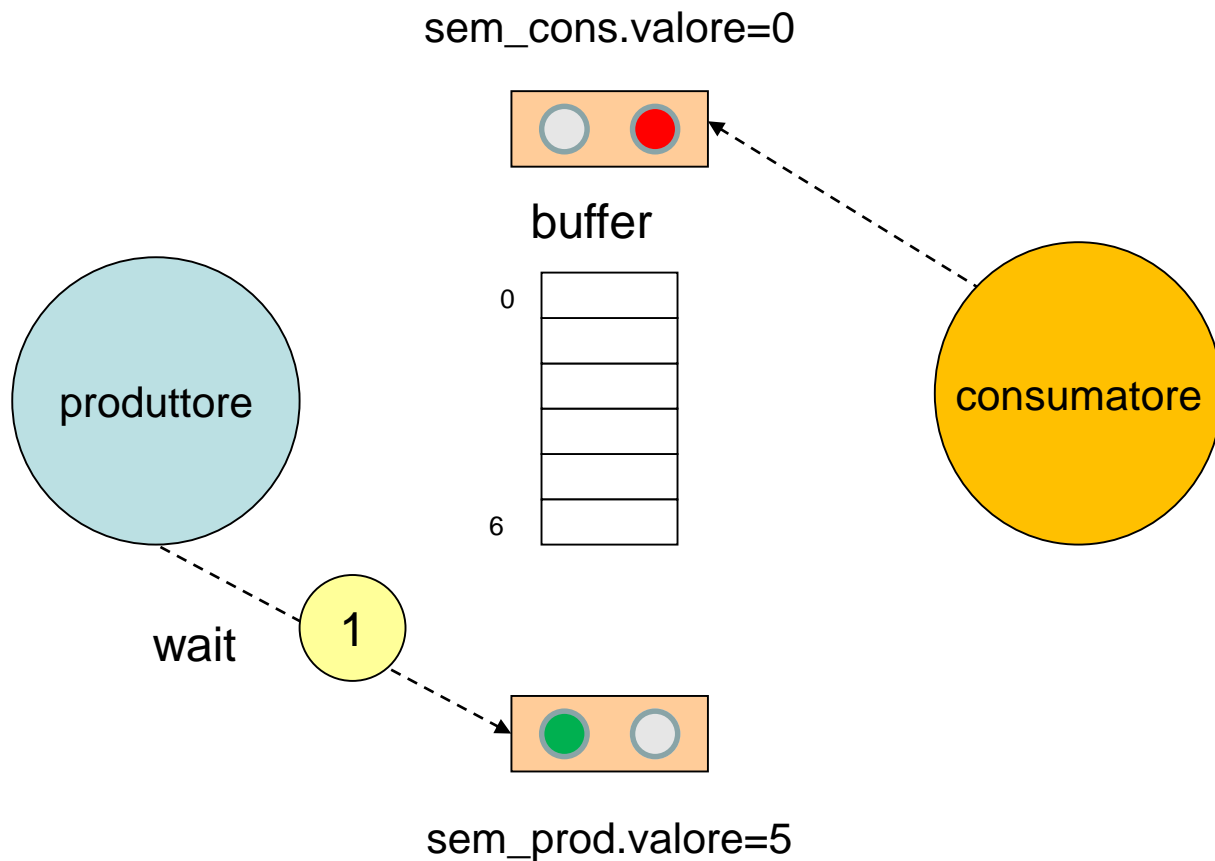 sem_cons.valore=0
buffer
0
produttore
consumatore
6
1
wait
sem_prod.valore=5